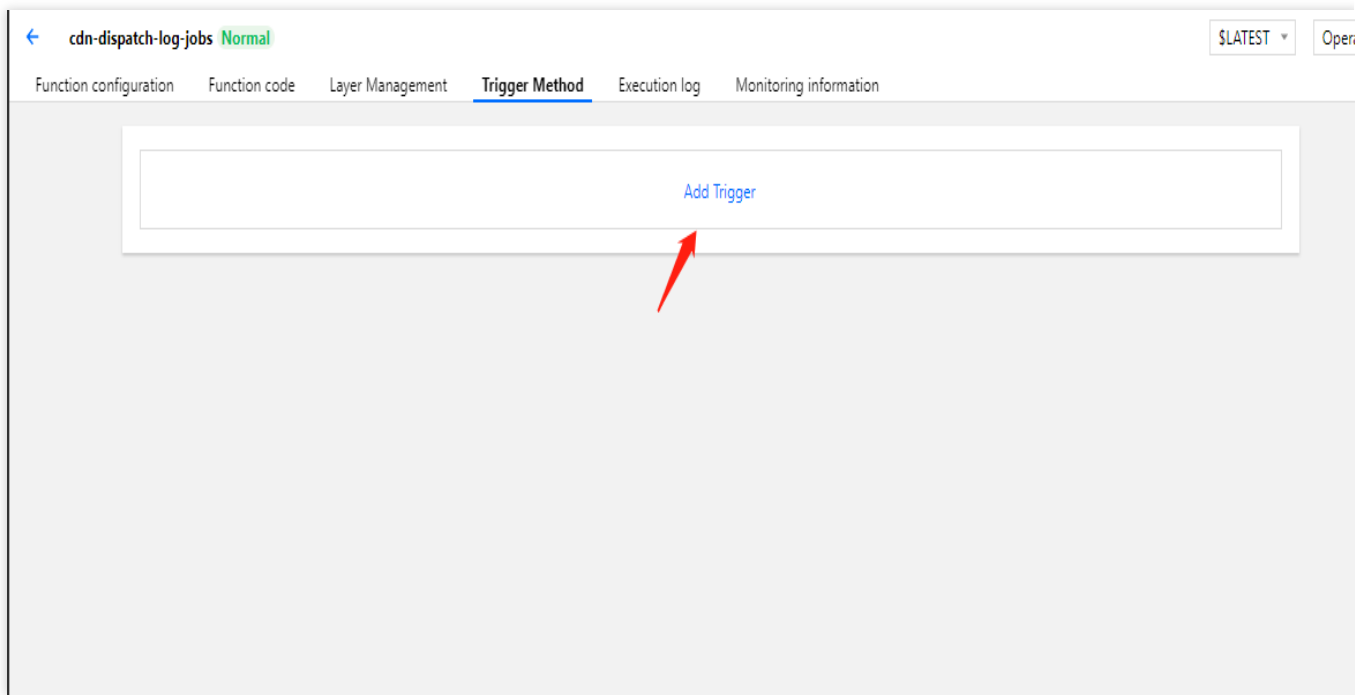 cdn-dispatch-log-jobs Normal $LATEST Opera
Function configuration Function code Layer Management Trigger Method Execution log Monitoring information
Add Trigger